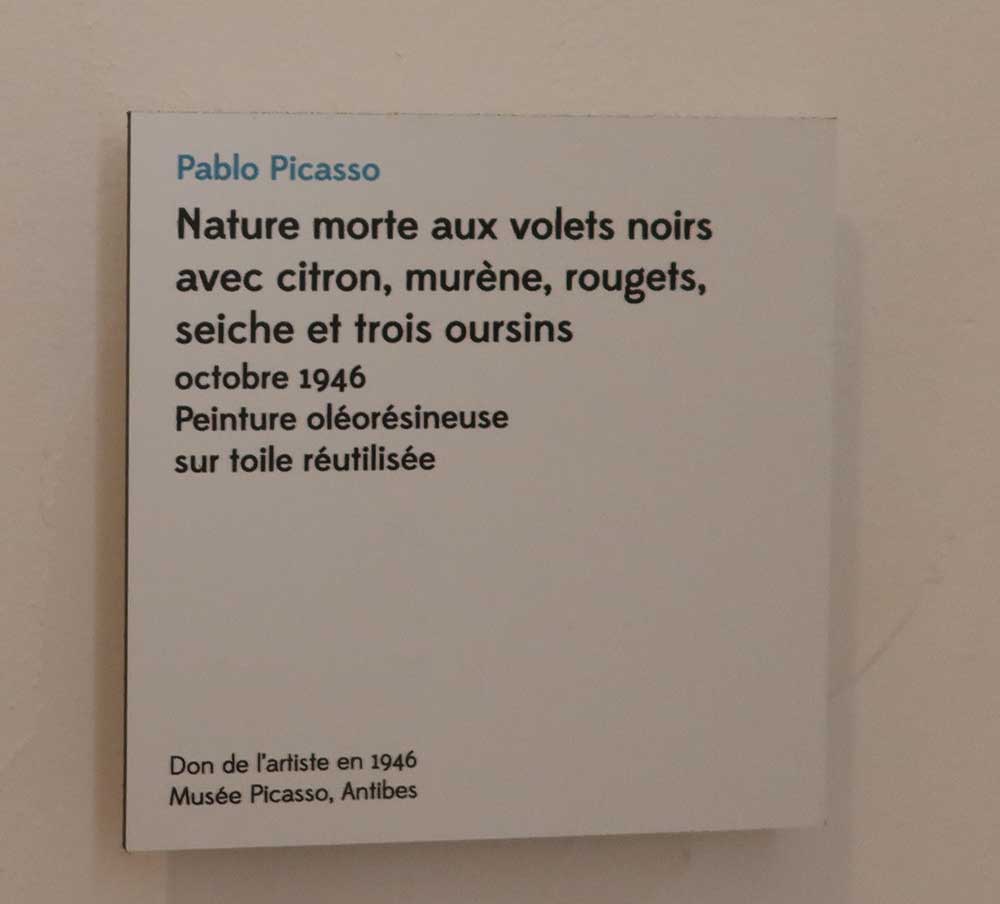 Pablo Picasso
Nature morte aux volets noirs
avec citron, murène, rougets,
seiche et trois oursins
octobre 1946
Peinture oléorésineuse
sur toile réutilisée
Don de l'artiste en 1946
Musée Picasso, Antibes